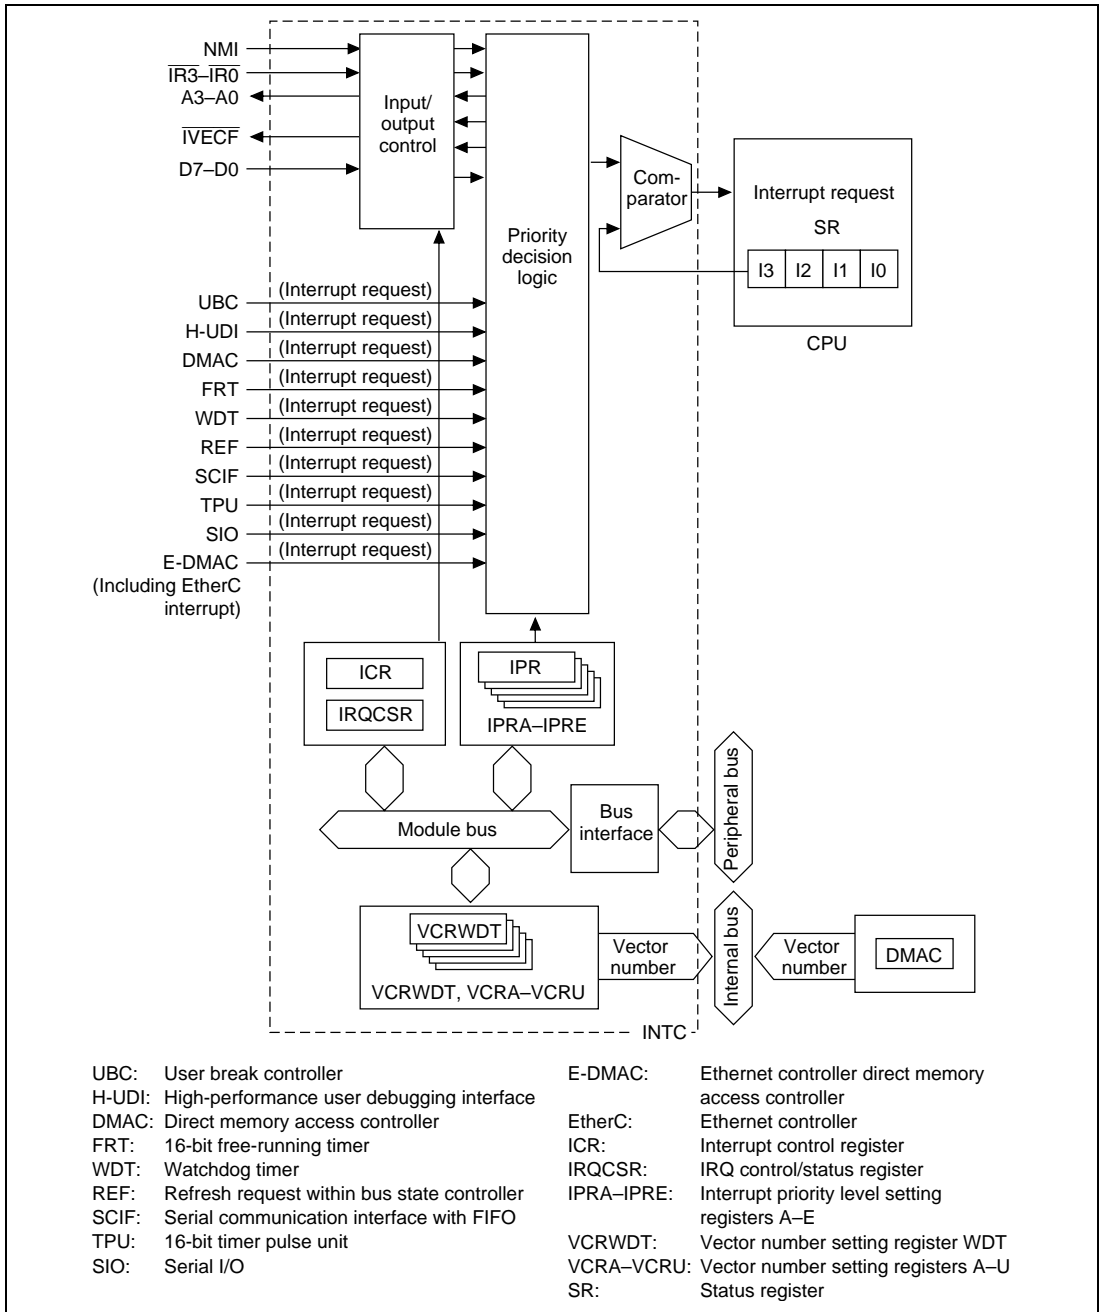 NMI
IR3–IR0
A3–A0
IVECF
D7–D0
Input/
output
control
Priority
decision
logic
Com-
parator
Interrupt request
SR
I3 I2 I1 I0
CPU
UBC (Interrupt request)
H-UDI (Interrupt request)
DMAC (Interrupt request)
FRT (Interrupt request)
WDT (Interrupt request)
REF (Interrupt request)
SCIF (Interrupt request)
TPU (Interrupt request)
SIO (Interrupt request)
E-DMAC (Interrupt request)
(Including EtherC
interrupt)
ICR
IRQCSR
IPR
IPRA–IPRE
Module bus
Bus
interface
Peripheral bus
VCRWDT
VCRWDT, VCRA–VCRU
Vector
number
Internal bus
Vector
number
DMAC
INTC
UBC: User break controller
H-UDI: High-performance user debugging interface
DMAC: Direct memory access controller
FRT: 16-bit free-running timer
WDT: Watchdog timer
REF: Refresh request within bus state controller
SCIF: Serial communication interface with FIFO
TPU: 16-bit timer pulse unit
SIO: Serial I/O
E-DMAC: Ethernet controller direct memory
access controller
EtherC: Ethernet controller
ICR: Interrupt control register
IRQCSR: IRQ control/status register
IPRA–IPRE: Interrupt priority level setting
registers A–E
VCRWDT: Vector number setting register WDT
VCRA–VCRU: Vector number setting registers A–U
SR: Status register